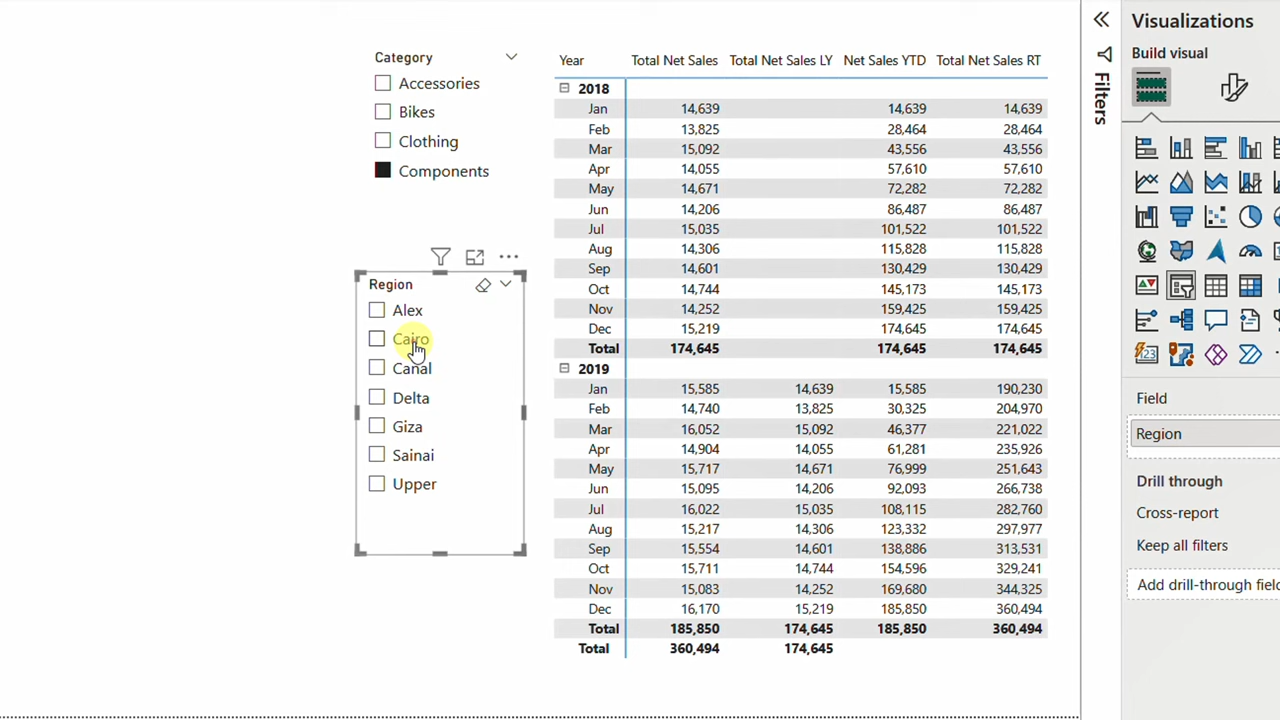 Category
Accessories
Bikes
Clothing
Components
Region
Alex
Cairo
Canal
Delta
Giza
Sainai
Upper
Year Total Net Sales Total Net Sales LY Net Sales YTD Total Net Sales RT
2018
Jan 14,639 14,639 14,639
Feb 13,825 28,464 28,464
Mar 15,092 43,556 43,556
Apr 14,055 57,610 57,610
May 14,671 72,282 72,282
Jun 14,206 86,487 86,487
Jul 15,035 101,522 101,522
Aug 14,306 115,828 115,828
Sep 14,601 130,429 130,429
Oct 14,744 145,173 145,173
Nov 14,252 159,425 159,425
Dec 15,219 174,645 174,645
Total 174,645 174,645 174,645
2019
Jan 15,585 14,639 15,585 190,230
Feb 14,740 13,825 30,325 204,970
Mar 16,052 15,092 46,377 221,022
Apr 14,904 14,055 61,281 235,926
May 15,717 14,671 76,999 251,643
Jun 15,095 14,206 92,093 266,738
Jul 16,022 15,035 108,115 282,760
Aug 15,217 14,306 123,332 297,977
Sep 15,554 14,601 138,886 313,531
Oct 15,711 14,744 154,596 329,241
Nov 15,083 14,252 169,680 344,325
Dec 16,170 15,219 185,850 360,494
Total 185,850 174,645 185,850 360,494
Total 360,494 174,645
Filters
Visualizations
Build visual
123
Field
Region
Drill through
Cross-report
Keep all filters
Add drill-through